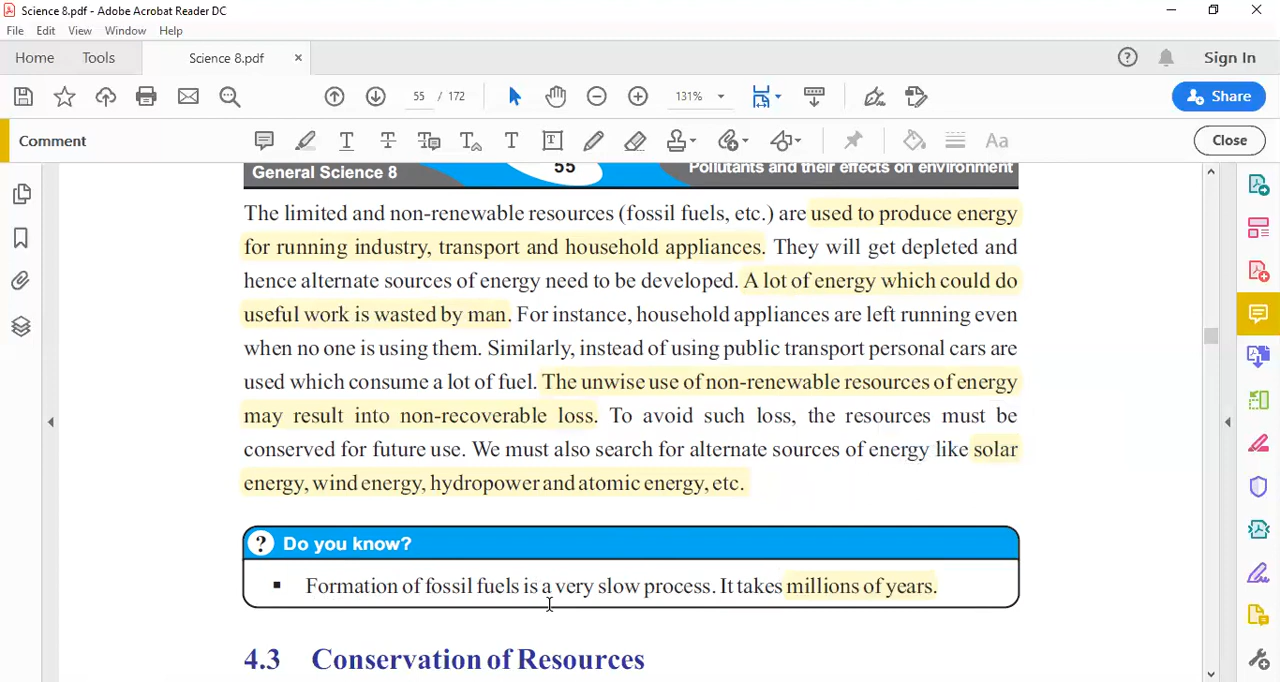 Science 8.pdf - Adobe Acrobat Reader DC
File Edit View Window Help
Home Tools Science 8.pdf × Sign In
55 / 172 131% Share
Comment Close
General Science 8 55 Pollutants and their effects on environment
The limited and non-renewable resources (fossil fuels, etc.) are used to produce energy
for running industry, transport and household appliances. They will get depleted and
hence alternate sources of energy need to be developed. A lot of energy which could do
useful work is wasted by man. For instance, household appliances are left running even
when no one is using them. Similarly, instead of using public transport personal cars are
used which consume a lot of fuel. The unwise use of non-renewable resources of energy
may result into non-recoverable loss. To avoid such loss, the resources must be
conserved for future use. We must also search for alternate sources of energy like solar
energy, wind energy, hydropower and atomic energy, etc.
? Do you know?
▪ Formation of fossil fuels is a very slow process. It takes millions of years.
4.3 Conservation of Resources